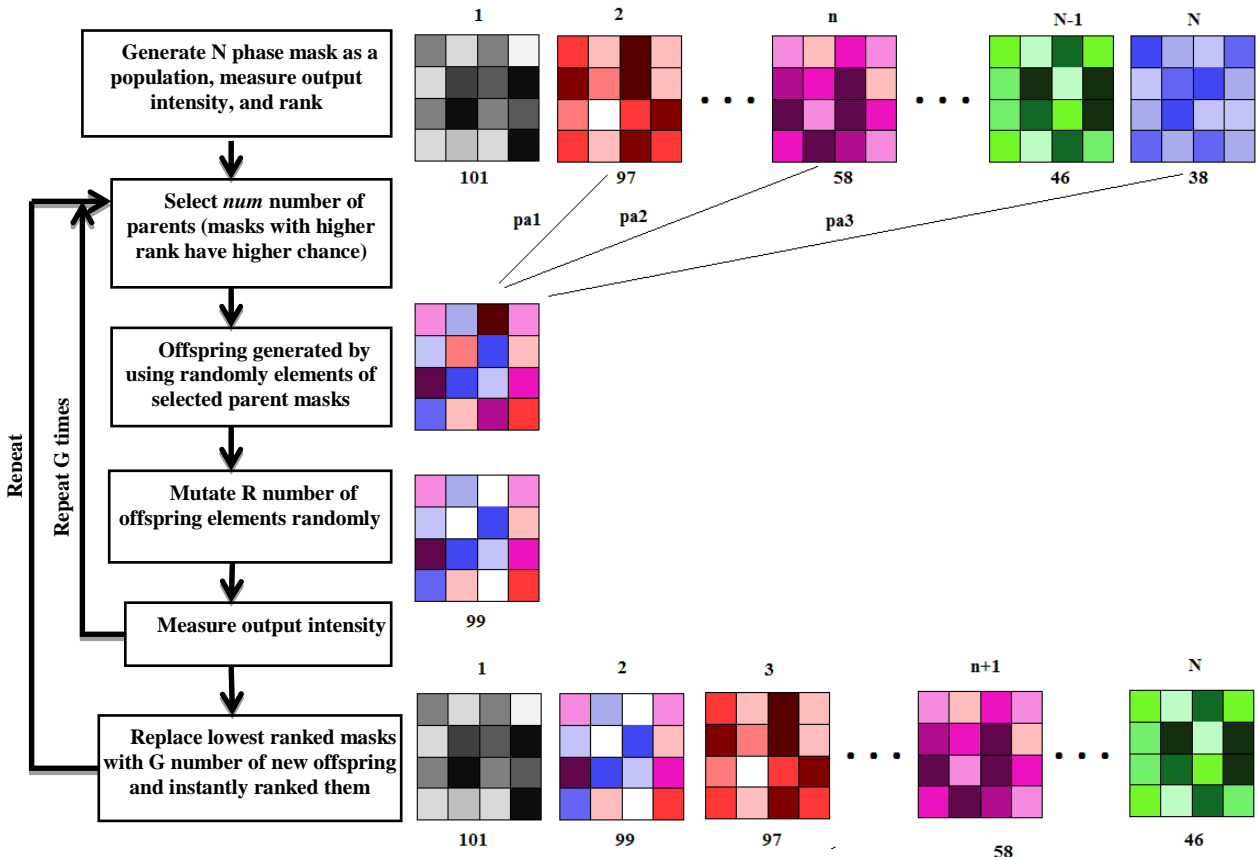 Generate N phase mask as a
population, measure output
intensity, and rank
Select num number of
parents (masks with higher
rank have higher chance)
Offspring generated by
using randomly elements of
selected parent masks
Mutate R number of
offspring elements randomly
Measure output intensity
Replace lowest ranked masks
with G number of new offspring
and instantly ranked them
Repeat
Repeat G times
1 2 n N-1 N
101 97 58 46 38
pa1 pa2 pa3
99
1 2 3 n+1 N
101 99 97 58 46